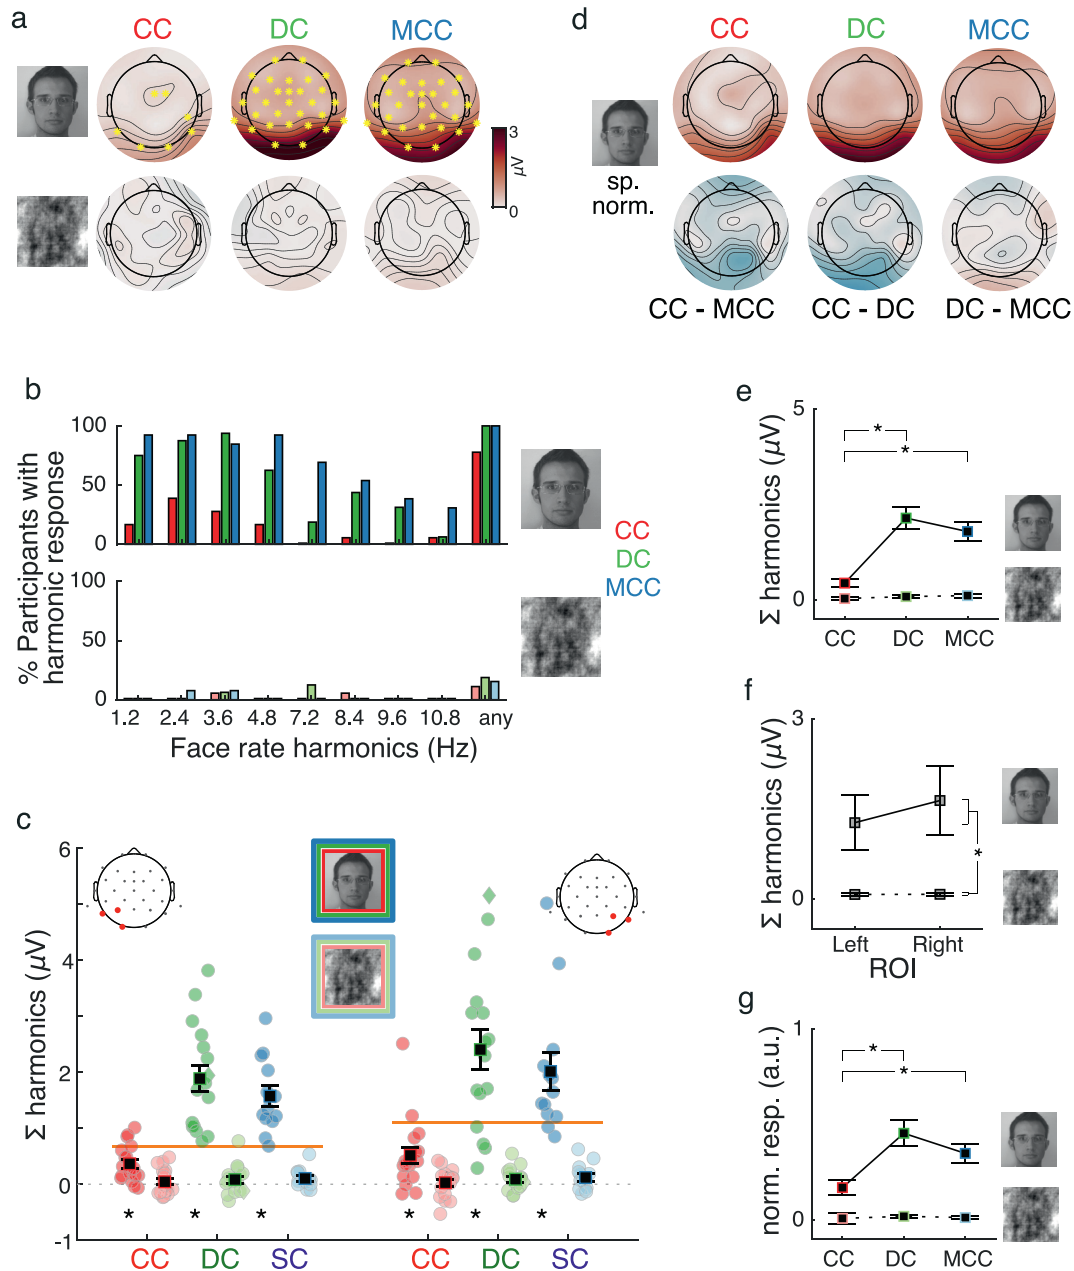 a
CC
DC
MCC
3
µV
0
d
CC
DC
MCC
sp.
norm.
CC - MCC
CC - DC
DC - MCC
b
% Participants with
harmonic response
100
50
0
100
50
0
1.2
2.4
3.6
4.8
7.2
8.4
9.6
10.8
any
Face rate harmonics (Hz)
CC
DC
MCC
e
Σ harmonics (µV)
5
0
*
*
CC
DC
MCC
f
Σ harmonics (µV)
3
0
*
Left
Right
ROI
c
Σ harmonics (µV)
6
4
2
0
-1
*
*
*
*
*
*
CC
DC
SC
CC
DC
SC
g
norm. resp. (a.u.)
1
0
*
*
CC
DC
MCC